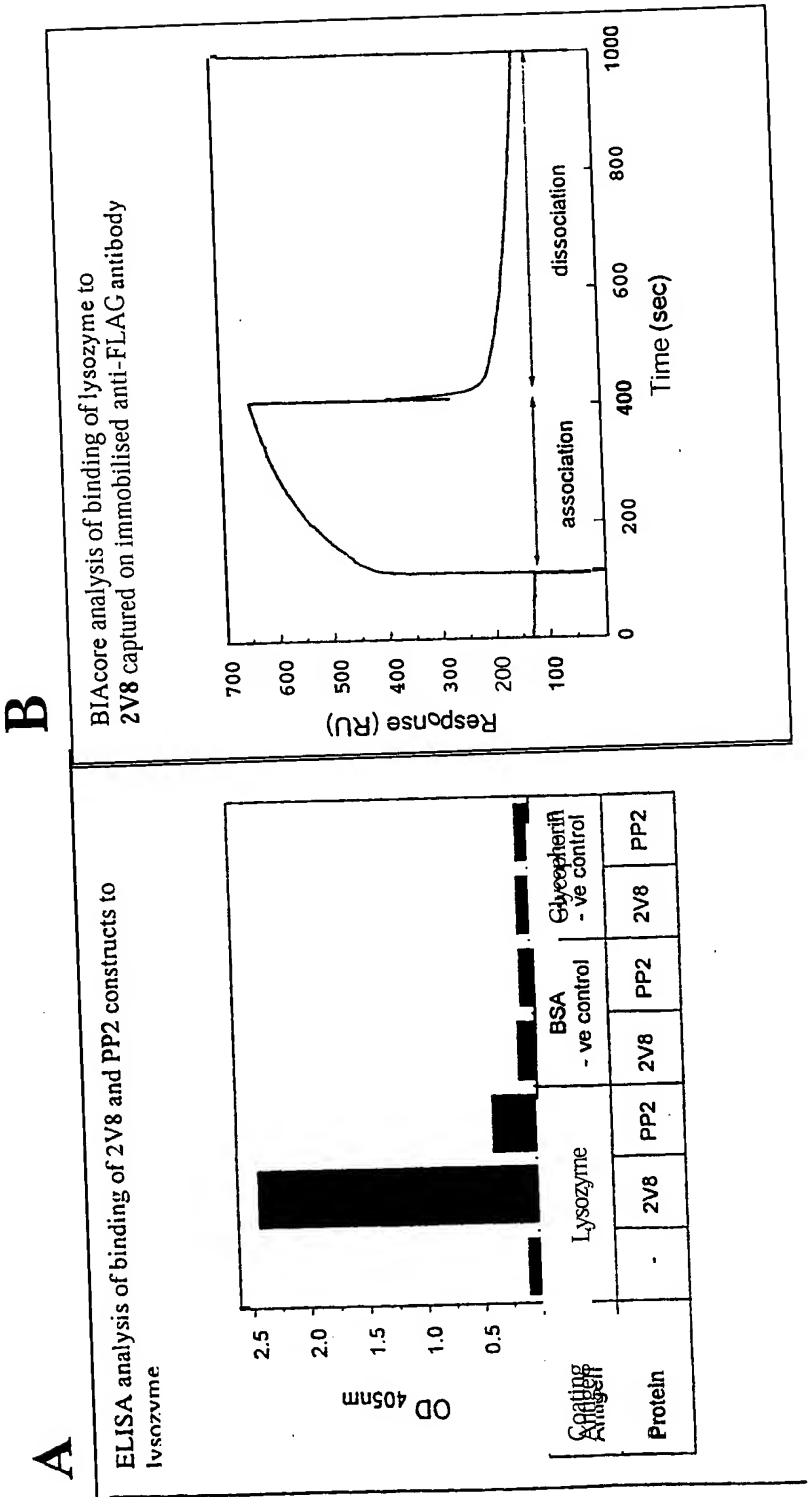 A
ELISA analysis of binding of 2V8 and PP2 constructs to
lysozyme
2.5
2.0
1.5
1.0
0.5
OD 405nm
Coating
Antigen
Lysozyme
BSA
- ve control
Glycopherin
- ve control
Protein
-
2V8
PP2
2V8
PP2
2V8
PP2
B
BIAcore analysis of binding of lysozyme to
2V8 captured on immobilised anti-FLAG antibody
700
600
500
400
300
200
100
Response (RU)
association
dissociation
0
200
400
600
800
1000
Time (sec)